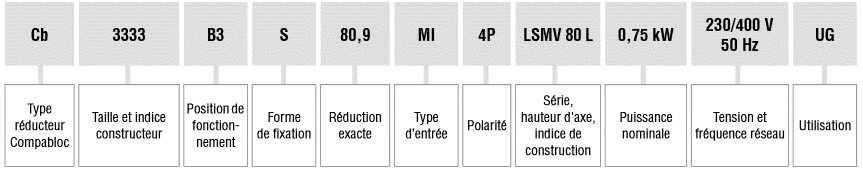 Cb
3333
B3
S
80,9
MI
4P
LSMV 80 L
0,75 kW
230/400 V
50 Hz
UG
Type
réducteur
Compabloc
Taille et indice
constructeur
Position de
fonction-
nement
Forme
de fixation
Réduction
exacte
Type
d'entrée
Polarité
Série,
hauteur d'axe,
indice de
construction
Puissance
nominale
Tension et
fréquence réseau
Utilisation